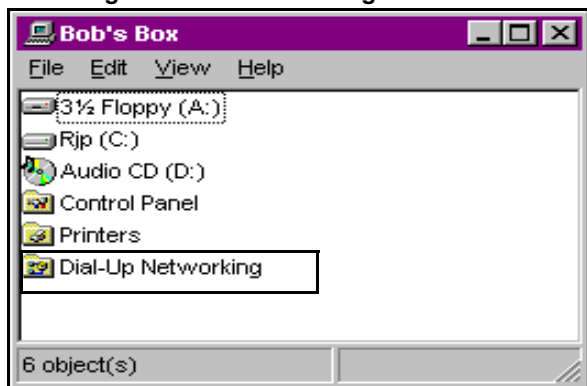 Bob's Box
File Edit View Help
3½ Floppy (A:)
Rjp (C:)
Audio CD (D:)
Control Panel
Printers
Dial-Up Networking
6 object(s)